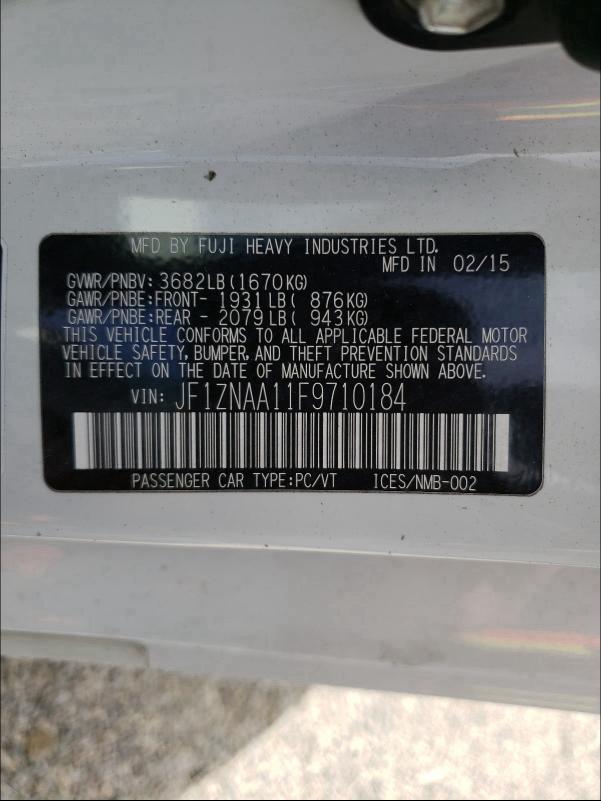 MFD BY FUJI HEAVY INDUSTRIES LTD.
MFD IN 02/15
GVWR/PNBV: 3682LB(1670KG)
GAWR/PNBE:FRONT- 1931LB( 876KG)
GAWR/PNBE:REAR - 2079LB( 943KG)
THIS VEHICLE CONFORMS TO ALL APPLICABLE FEDERAL MOTOR
VEHICLE SAFETY, BUMPER, AND THEFT PREVENTION STANDARDS
IN EFFECT ON THE DATE OF MANUFACTURE SHOWN ABOVE.
VIN: JF1ZNAA11F9710184
PASSENGER CAR TYPE:PC/VT ICES/NMB-002